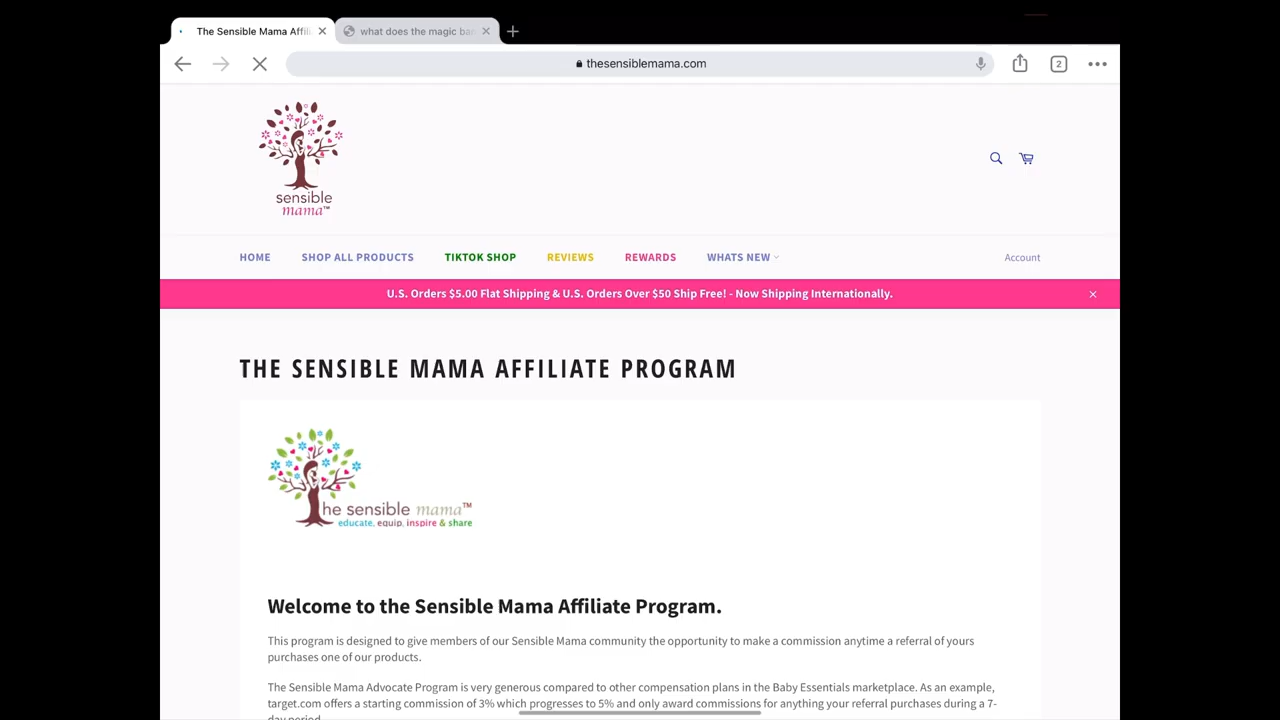 The Sensible Mama Affili
what does the magic ba
thesensiblemama.com
2
sensible
mama™
HOME SHOP ALL PRODUCTS TIKTOK SHOP REVIEWS REWARDS WHATS NEW Account
U.S. Orders $5.00 Flat Shipping & U.S. Orders Over $50 Ship Free! - Now Shipping Internationally.
THE SENSIBLE MAMA AFFILIATE PROGRAM
he sensible mama™
educate, equip, inspire & share
Welcome to the Sensible Mama Affiliate Program.
This program is designed to give members of our Sensible Mama community the opportunity to make a commission anytime a referral of yours
purchases one of our products.
The Sensible Mama Advocate Program is very generous compared to other compensation plans in the Baby Essentials marketplace. As an example,
target.com offers a starting commission of 3% which progresses to 5% and only award commissions for anything your referral purchases during a 7-
day period